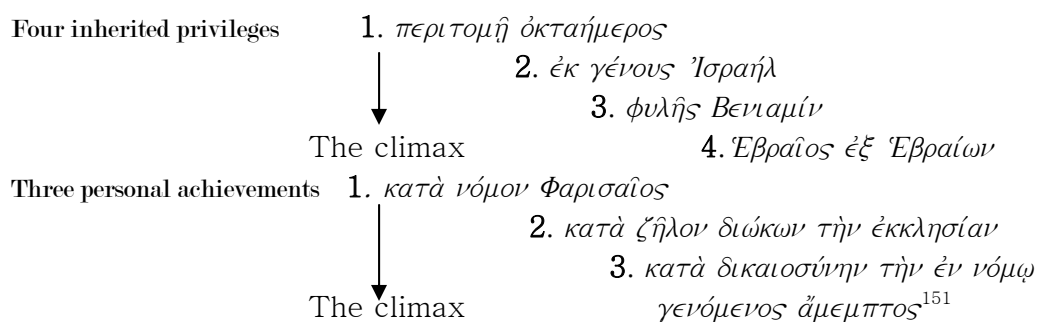 Four inherited privileges 1. περιτομῇ ὀκταήμερος
2. ἐκ γένους Ἰσραήλ
3. φυλῆς Βενιαμίν
The climax 4. Ἑβραῖος ἐξ Ἑβραίων
Three personal achievements 1. κατὰ νόμον Φαρισαῖος
2. κατὰ ζῆλον διώκων τὴν ἐκκλησίαν
3. κατὰ δικαιοσύνην τὴν ἐν νόμῳ
The climax γενόμενος ἄμεμπτος151